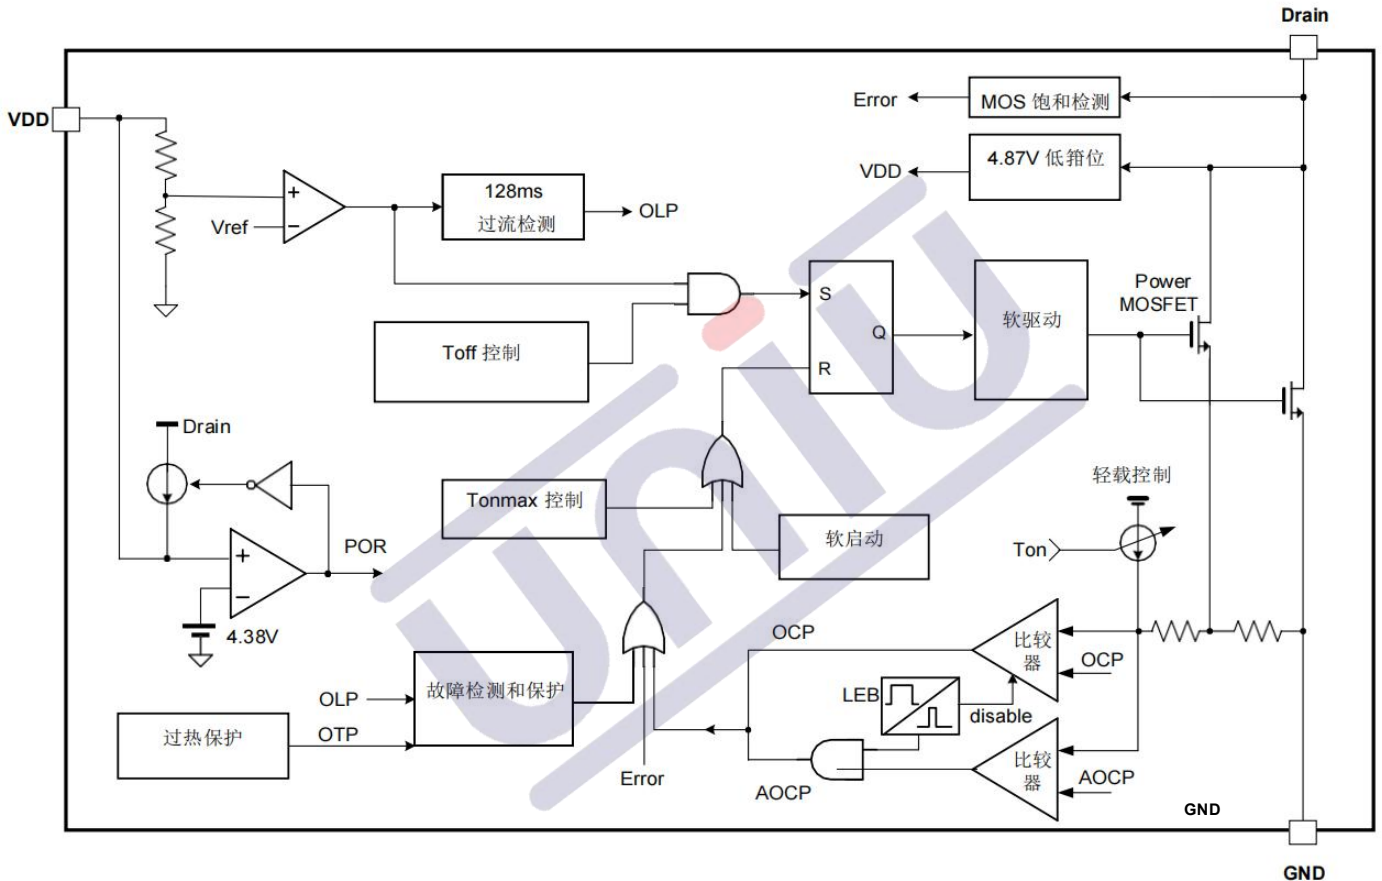 Drain
VDD
Error
MOS 饱和检测
VDD
4.87V 低箝位
128ms
过流检测
OLP
Vref
Power
MOSFET
S
Q
R
软驱动
Toff 控制
Drain
轻载控制
Tonmax 控制
软启动
Ton
POR
4.38V
OCP
比较
器
OCP
LEB
disable
OLP
故障检测和保护
过热保护
OTP
Error
AOCP
比较
器
AOCP
GND
GND
uniu